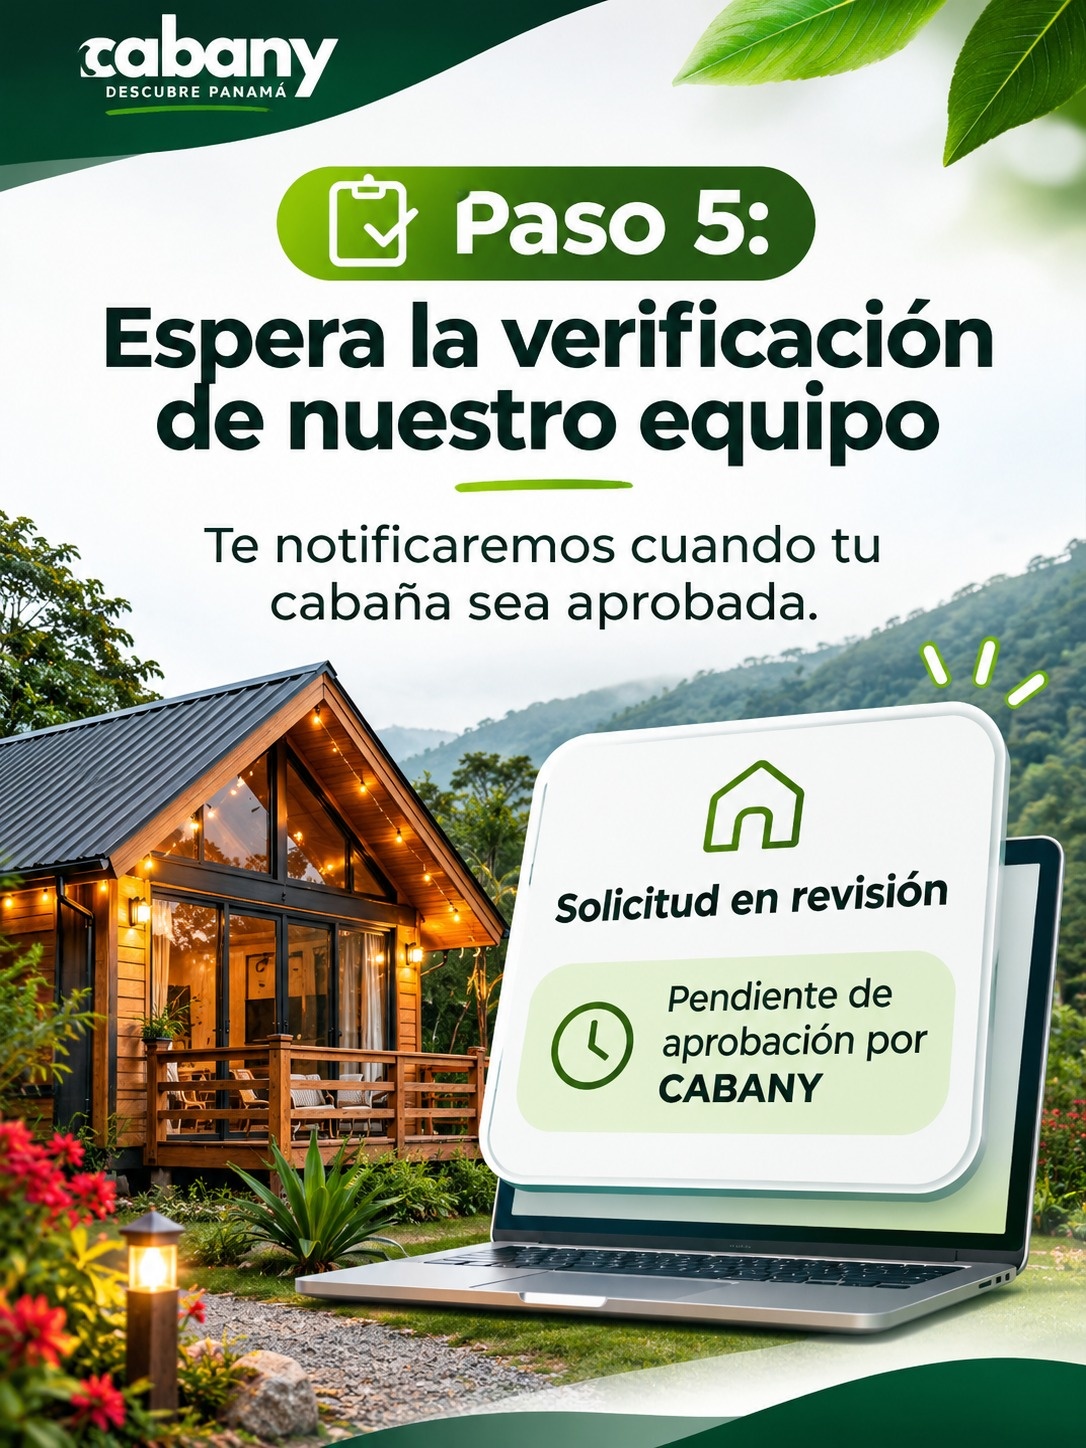 cabany
DESCUBRE PANAMÁ
Paso 5:
Espera la verificación
de nuestro equipo
Te notificaremos cuando tu
cabaña sea aprobada.
Solicitud en revisión
Pendiente de
aprobación por
CABANY